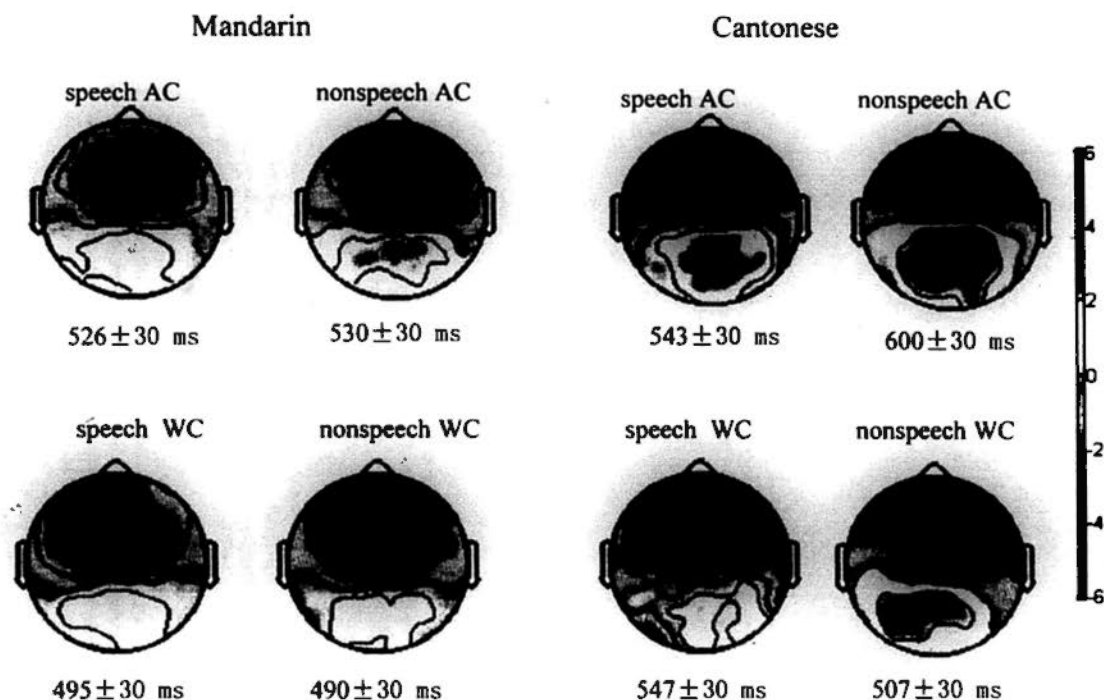 Mandarin Cantonese
speech AC nonspeech AC speech AC nonspeech AC
526±30 ms 530±30 ms 543±30 ms 600±30 ms
speech WC nonspeech WC speech WC nonspeech WC
495±30 ms 490±30 ms 547±30 ms 507±30 ms
6
4
2
0
-2
-4
-6